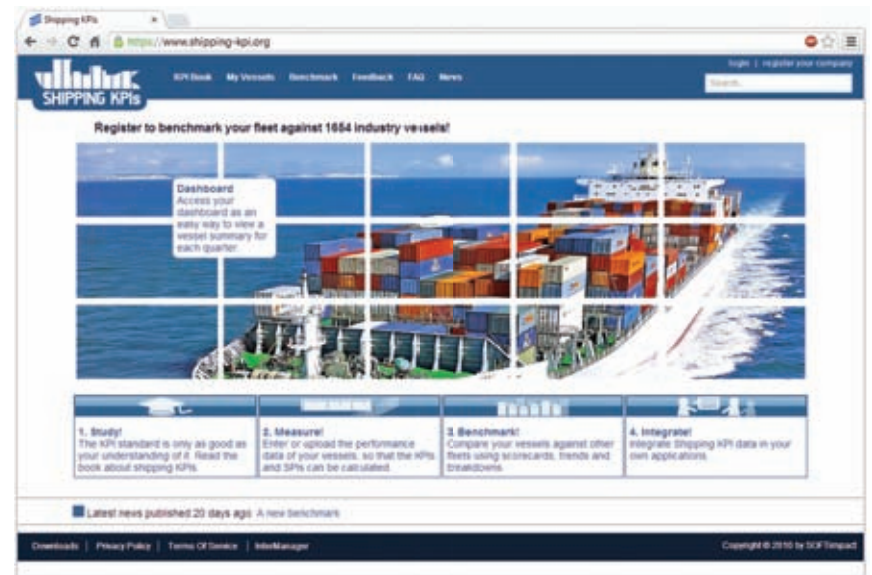 Shipping KPIs
https://www.shipping-kpi.org
login | register your company
SHIPPING KPIs
KPI Book My Vessels Benchmark Feedback FAQ News
Search...
Register to benchmark your fleet against 1654 industry vessels!
Dashboard
Access your
dashboard as an
easy way to view a
vessel summary for
each quarter.
1. Study!
The KPI standard is only as good as
your understanding of it. Read the
book about shipping KPIs.
2. Measure!
Enter or upload the performance
data of your vessels, so that the KPIs
and SPIs can be calculated.
3. Benchmark!
Compare your vessels against other
fleets using scorecards, trends and
breakdowns.
4. Integrate!
Integrate Shipping KPI data in your
own applications.
Latest news published 20 days ago: A new benchmark
Downloads | Privacy Policy | Terms Of Service | InterManager
Copyright © 2010 by SOFTimpact